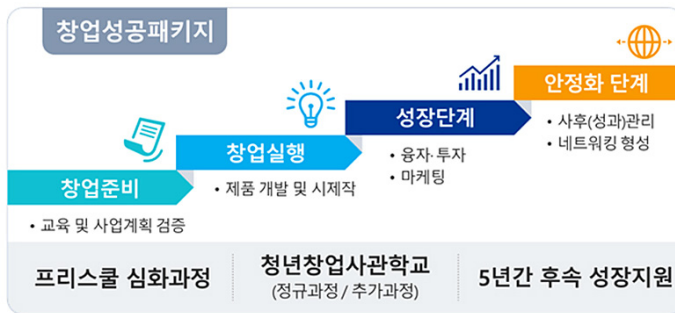 창업성공패키지
창업준비
• 교육 및 사업계획 검증
창업실행
• 제품 개발 및 시제작
성장단계
• 융자·투자
• 마케팅
안정화 단계
• 사후(성과)관리
• 네트워킹 형성
프리스쿨 심화과정
청년창업사관학교
(정규과정 / 추가과정)
5년간 후속 성장지원